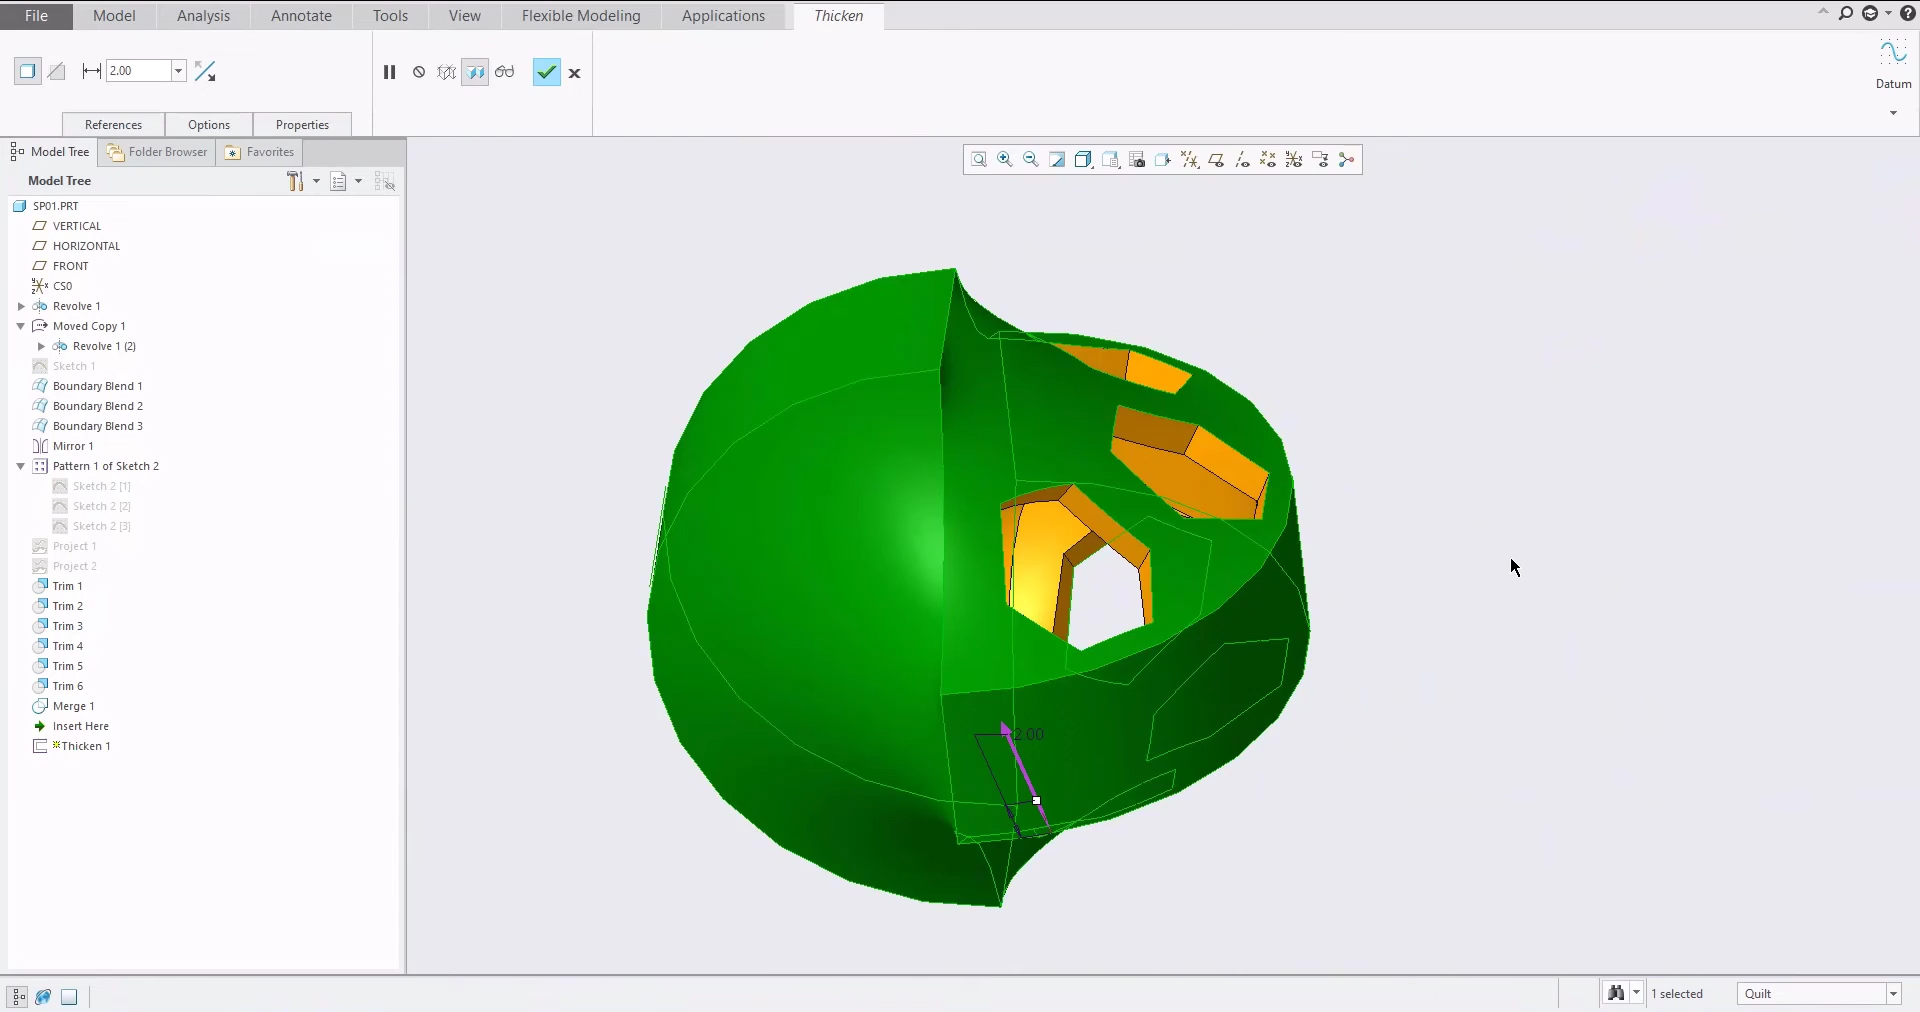 File Model Analysis Annotate Tools View Flexible Modeling Applications Thicken
2.00
Datum
References Options Properties
Model Tree Folder Browser Favorites
Model Tree
SP01.PRT
VERTICAL
HORIZONTAL
FRONT
CS0
Revolve 1
Moved Copy 1
Revolve 1 (2)
Sketch 1
Boundary Blend 1
Boundary Blend 2
Boundary Blend 3
Mirror 1
Pattern 1 of Sketch 2
Sketch 2 [1]
Sketch 2 [2]
Sketch 2 [3]
Project 1
Project 2
Trim 1
Trim 2
Trim 3
Trim 4
Trim 5
Trim 6
Merge 1
Insert Here
Thicken 1
2.00
1 selected Quilt